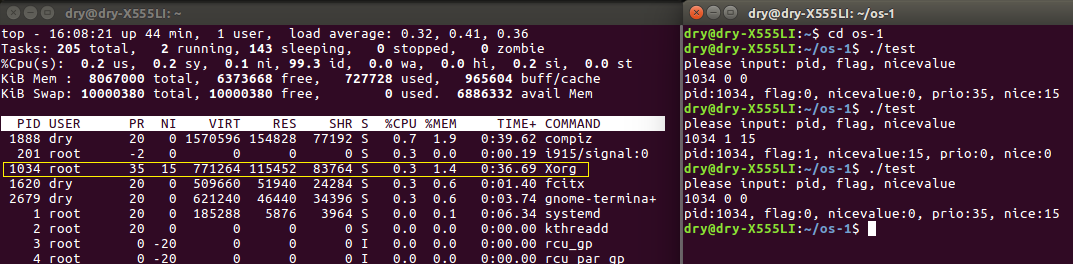 dry@dry-X555LI: ~
top - 16:08:21 up 44 min,  1 user,  load average: 0.32, 0.41, 0.36
Tasks: 205 total,   2 running, 143 sleeping,   0 stopped,   0 zombie
%Cpu(s):  0.2 us,  0.2 sy,  0.1 ni, 99.3 id,  0.0 wa,  0.0 hi,  0.2 si,  0.0 st
KiB Mem :  8067000 total,  6373668 free,   727728 used,   965604 buff/cache
KiB Swap: 10000380 total, 10000380 free,        0 used.  6886332 avail Mem
PID USER      PR  NI    VIRT    RES    SHR S  %CPU %MEM     TIME+ COMMAND
1888 dry       20   0 1570596 154828  77192 S   0.7  1.9   0:39.62 compiz
201 root      -2   0       0      0      0 S   0.3  0.0   0:00.19 i915/signal:0
1034 root      35  15  771264 115452  83764 S   0.3  1.4   0:36.69 Xorg
1620 dry       20   0  509660  51940  24284 S   0.3  0.6   0:01.40 fcitx
2679 dry       20   0  621240  46440  34396 S   0.3  0.6   0:03.74 gnome-termina+
1 root      20   0  185288   5876   3964 S   0.0  0.1   0:06.34 systemd
2 root      20   0       0      0      0 S   0.0  0.0   0:00.00 kthreadd
3 root       0 -20       0      0      0 I   0.0  0.0   0:00.00 rcu_gp
4 root       0 -20       0      0      0 I   0.0  0.0   0:00.00 rcu_par_gp
dry@dry-X555LI: ~/os-1
dry@dry-X555LI:~$ cd os-1
dry@dry-X555LI:~/os-1$ ./test
please input: pid, flag, nicevalue
1034 0 0
pid:1034, flag:0, nicevalue:0, prio:35, nice:15
dry@dry-X555LI:~/os-1$ ./test
please input: pid, flag, nicevalue
1034 1 15
pid:1034, flag:1, nicevalue:15, prio:0, nice:0
dry@dry-X555LI:~/os-1$ ./test
please input: pid, flag, nicevalue
1034 0 0
pid:1034, flag:0, nicevalue:0, prio:35, nice:15
dry@dry-X555LI:~/os-1$